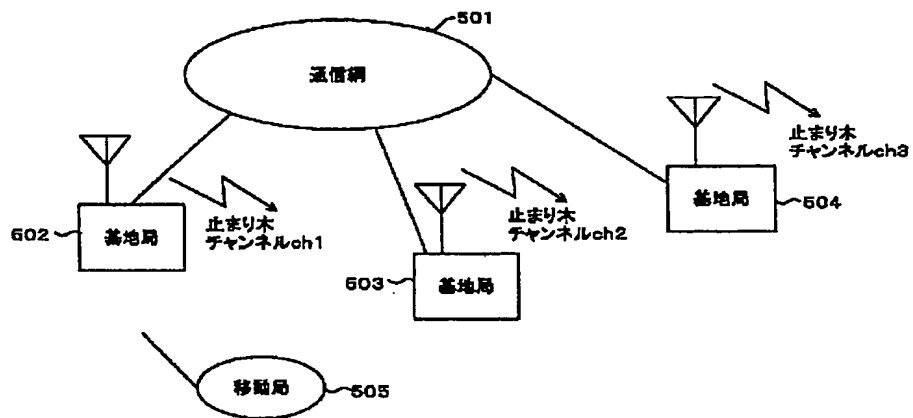 501
通信網
止まり木
チャンネルch3
502
基地局
止まり木
チャンネルch1
止まり木
チャンネルch2
基地局
504
503
基地局
移動局
505